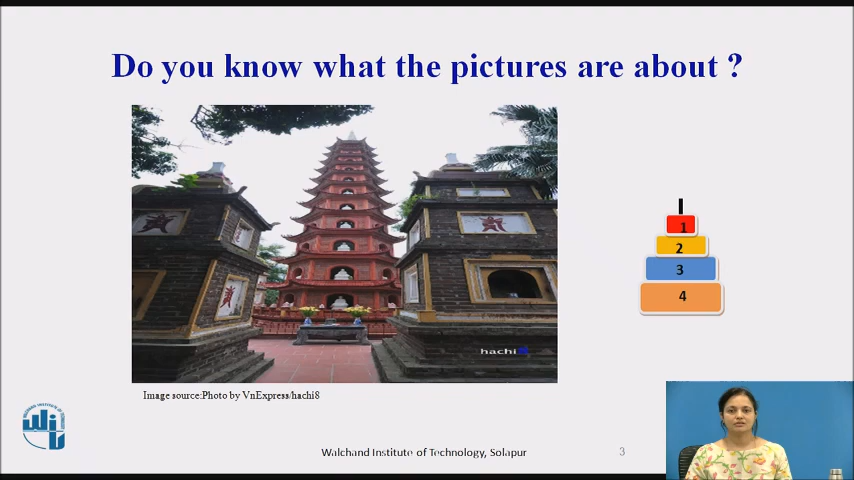 Do you know what the pictures are about ?
1
2
3
4
hachi8
Image source:Photo by VnExpress/hachi8
Walchand Institute of Technology, Solapur
3